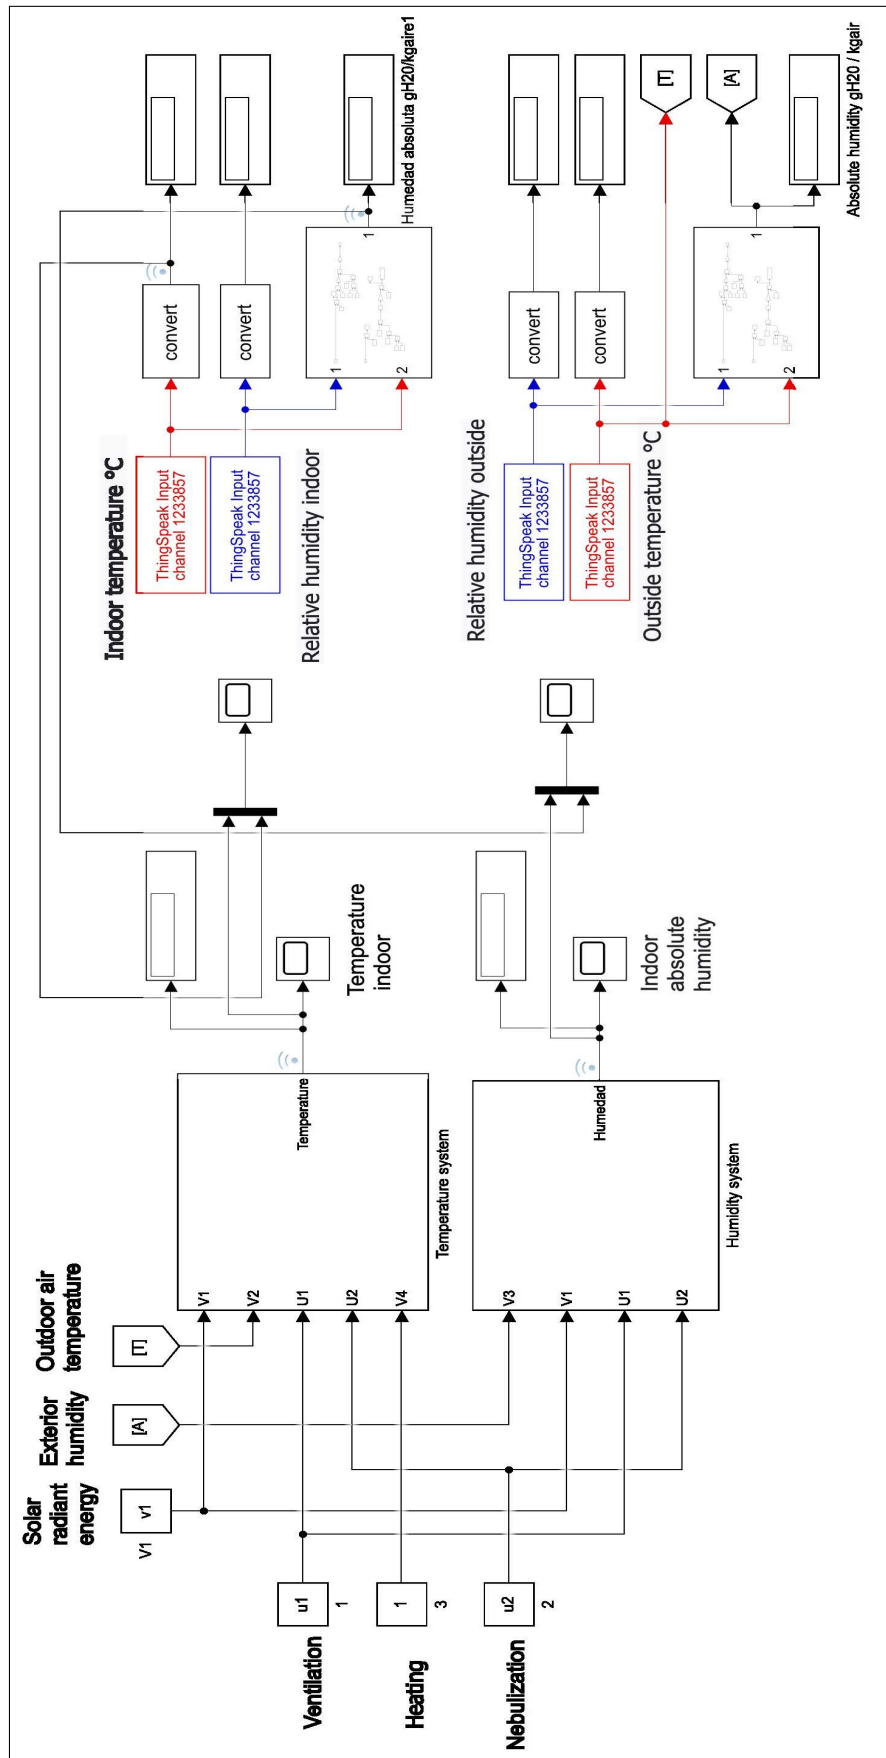 Solar
radiant
energy
v1
V1
Exterior
humidity
[A]
Outdoor air
temperature
[T]
Ventilation
u1
1
Heating
1
3
Nebulization
u2
2
V1
V2
U1
U2
V4
Temperature
Temperature system
V3
V1
U1
U2
Humedad
Humidity system
Temperature
indoor
Indoor
absolute
humidity
Indoor temperature ºC
ThingSpeak Input
channel 1233857
ThingSpeak Input
channel 1233857
Relative humidity indoor
convert
convert
1
2
1
Humedad absoluta gH20/kgaire1
Relative humidity outside
ThingSpeak Input
channel 1233857
ThingSpeak Input
channel 1233857
Outside temperature ºC
convert
convert
1
2
1
[T]
[A]
Absolute humidity gH20 / kgair